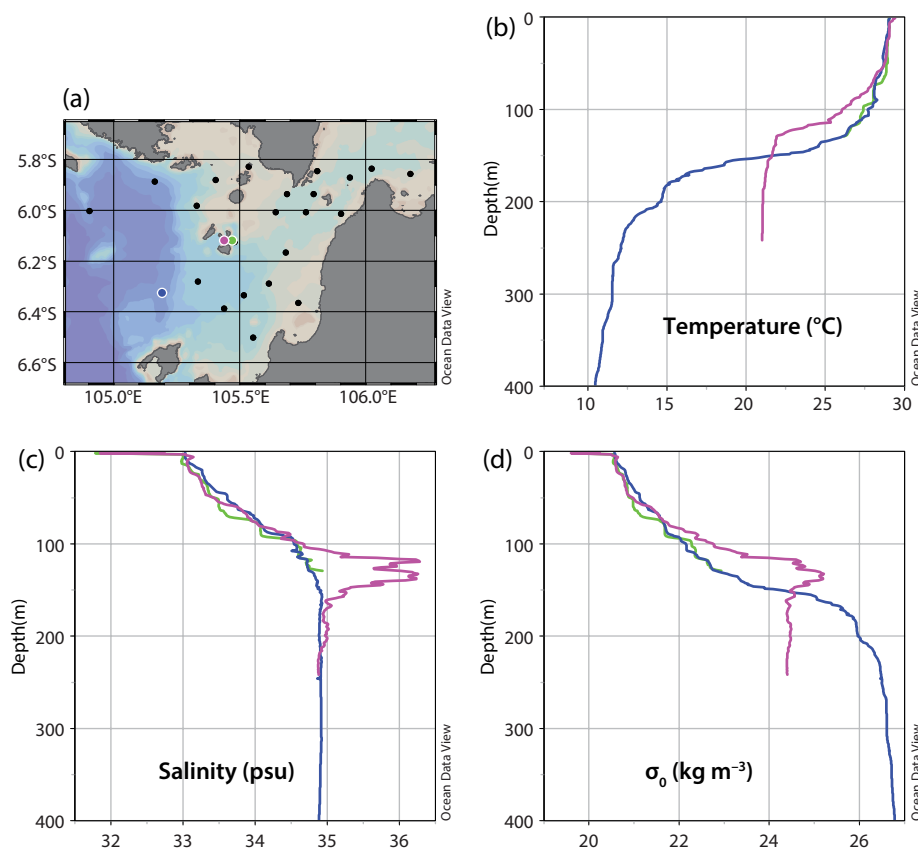 (a)
5.8°S
6.0°S
6.2°S
6.4°S
6.6°S
105.0°E 105.5°E 106.0°E
Ocean Data View
(b)
0
100
200
300
400
Depth(m)
10 15 20 25 30
Temperature (°C)
Ocean Data View
(c)
0
100
200
300
400
Depth(m)
32 33 34 35 36
Salinity (psu)
Ocean Data View
(d)
0
100
200
300
400
Depth(m)
20 22 24 26
σ₀ (kg m⁻³)
Ocean Data View